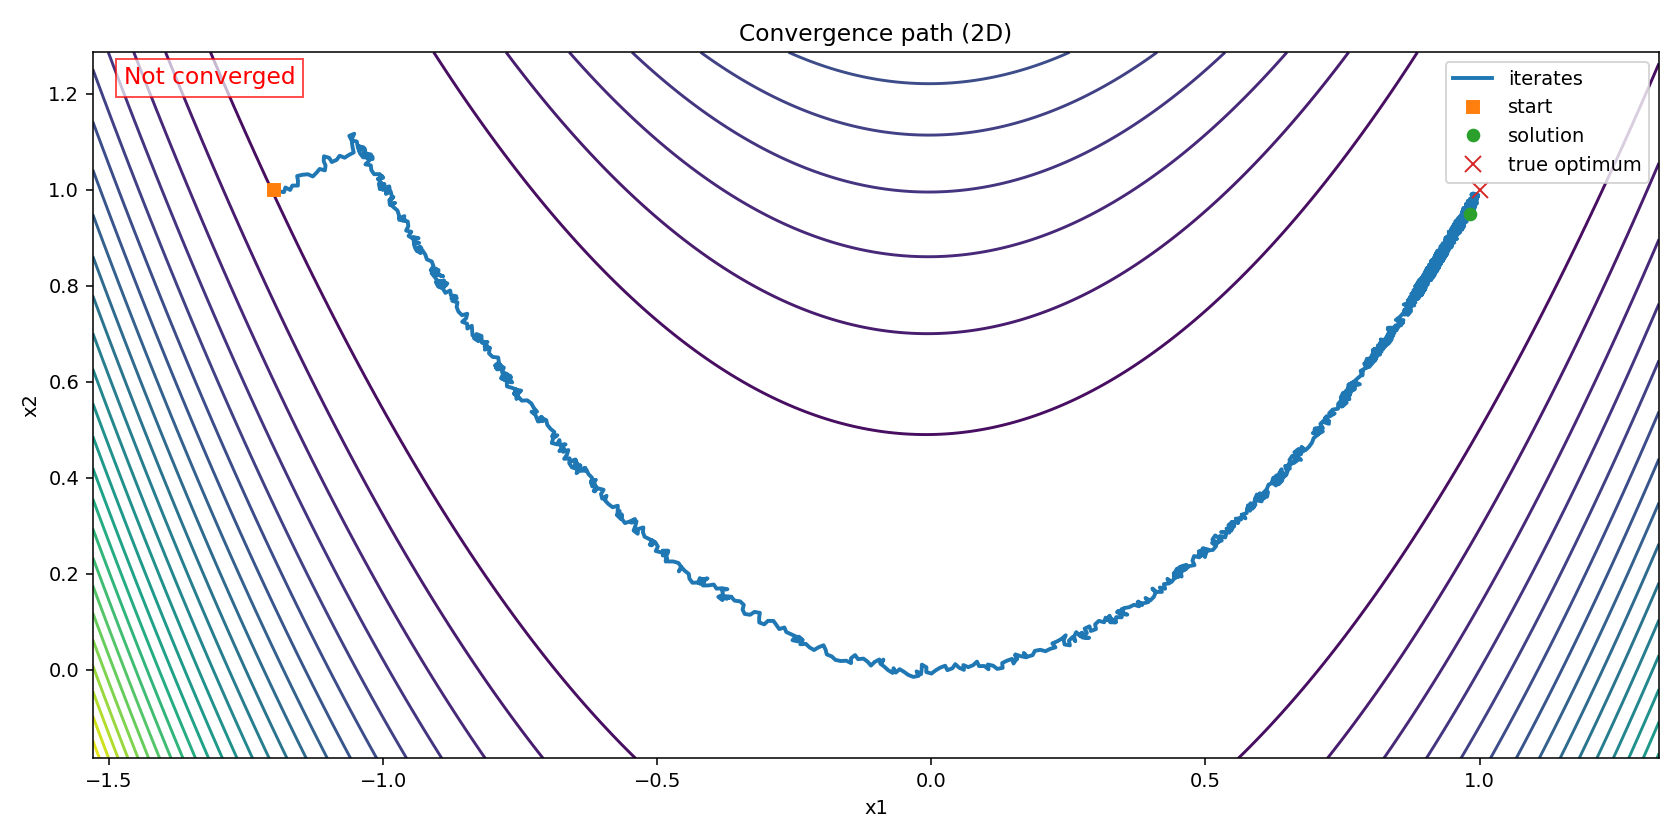 Convergence path (2D)
Not converged
iterates
start
solution
true optimum
1.2
1.0
0.8
0.6
0.4
0.2
0.0
x2
−1.5
−1.0
−0.5
0.0
0.5
1.0
x1